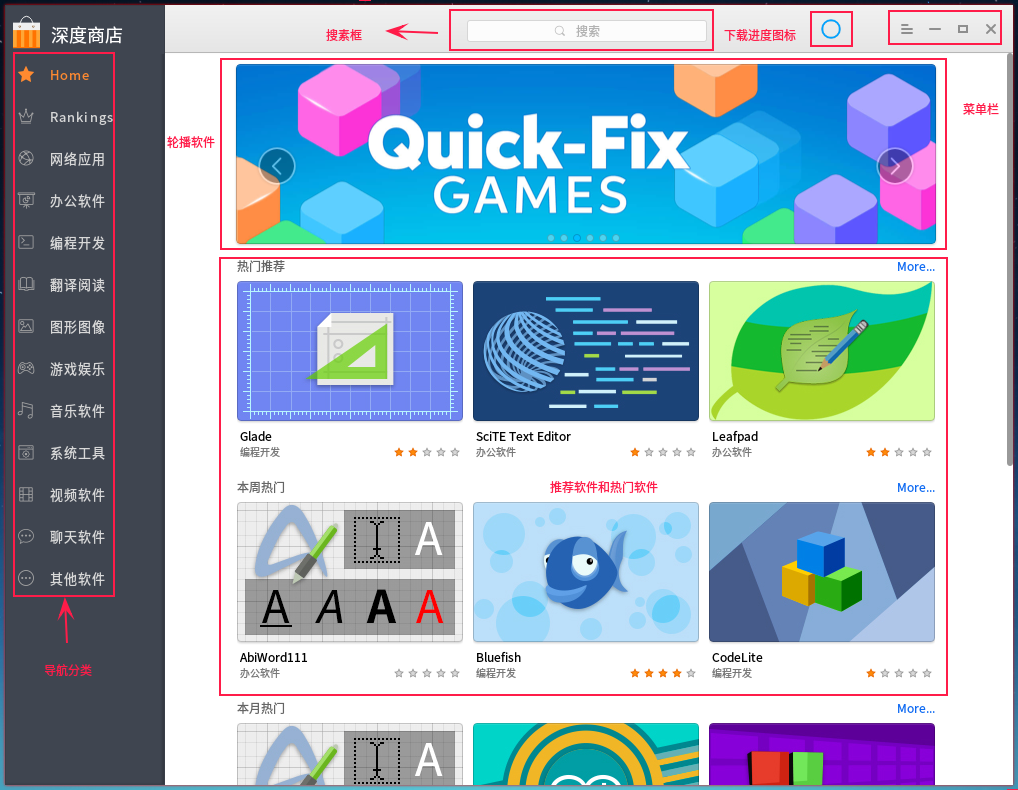 深度商店
搜素框
搜索
下载进度图标
菜单栏
Home
Rankings
网络应用
办公软件
编程开发
翻译阅读
图形图像
游戏娱乐
音乐软件
系统工具
视频软件
聊天软件
其他软件
导航分类
轮播软件
Quick-Fix
GAMES
热门推荐
More...
Glade
编程开发
SciTE Text Editor
办公软件
Leafpad
办公软件
本周热门
推荐软件和热门软件
More...
A
A A A A
AbiWord111
办公软件
Bluefish
编程开发
CodeLite
编程开发
本月热门
More...
A